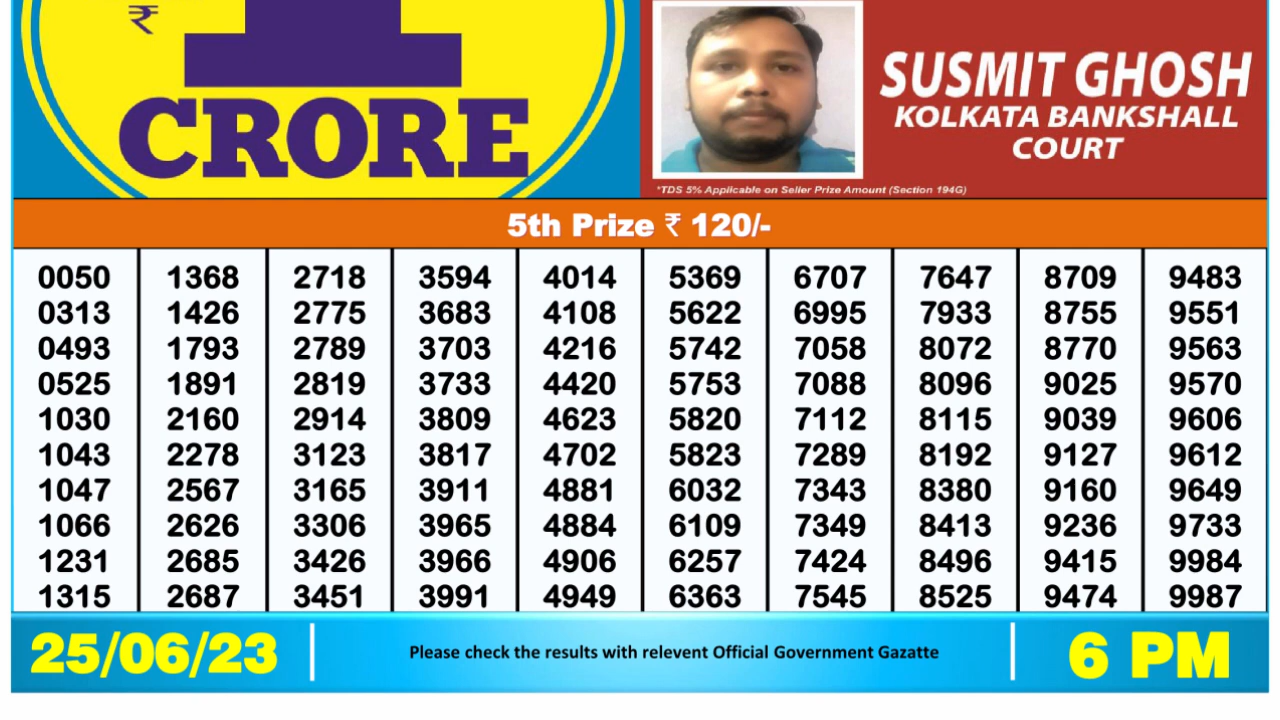 ₹
1
CRORE
SUSMIT GHOSH
KOLKATA BANKSHALL
COURT
*TDS 5% Applicable on Seller Prize Amount (Section 194G)
5th Prize ₹ 120/-
0050 1368 2718 3594 4014 5369 6707 7647 8709 9483
0313 1426 2775 3683 4108 5622 6995 7933 8755 9551
0493 1793 2789 3703 4216 5742 7058 8072 8770 9563
0525 1891 2819 3733 4420 5753 7088 8096 9025 9570
1030 2160 2914 3809 4623 5820 7112 8115 9039 9606
1043 2278 3123 3817 4702 5823 7289 8192 9127 9612
1047 2567 3165 3911 4881 6032 7343 8380 9160 9649
1066 2626 3306 3965 4884 6109 7349 8413 9236 9733
1231 2685 3426 3966 4906 6257 7424 8496 9415 9984
1315 2687 3451 3991 4949 6363 7545 8525 9474 9987
25/06/23
Please check the results with relevent Official Government Gazatte
6 PM